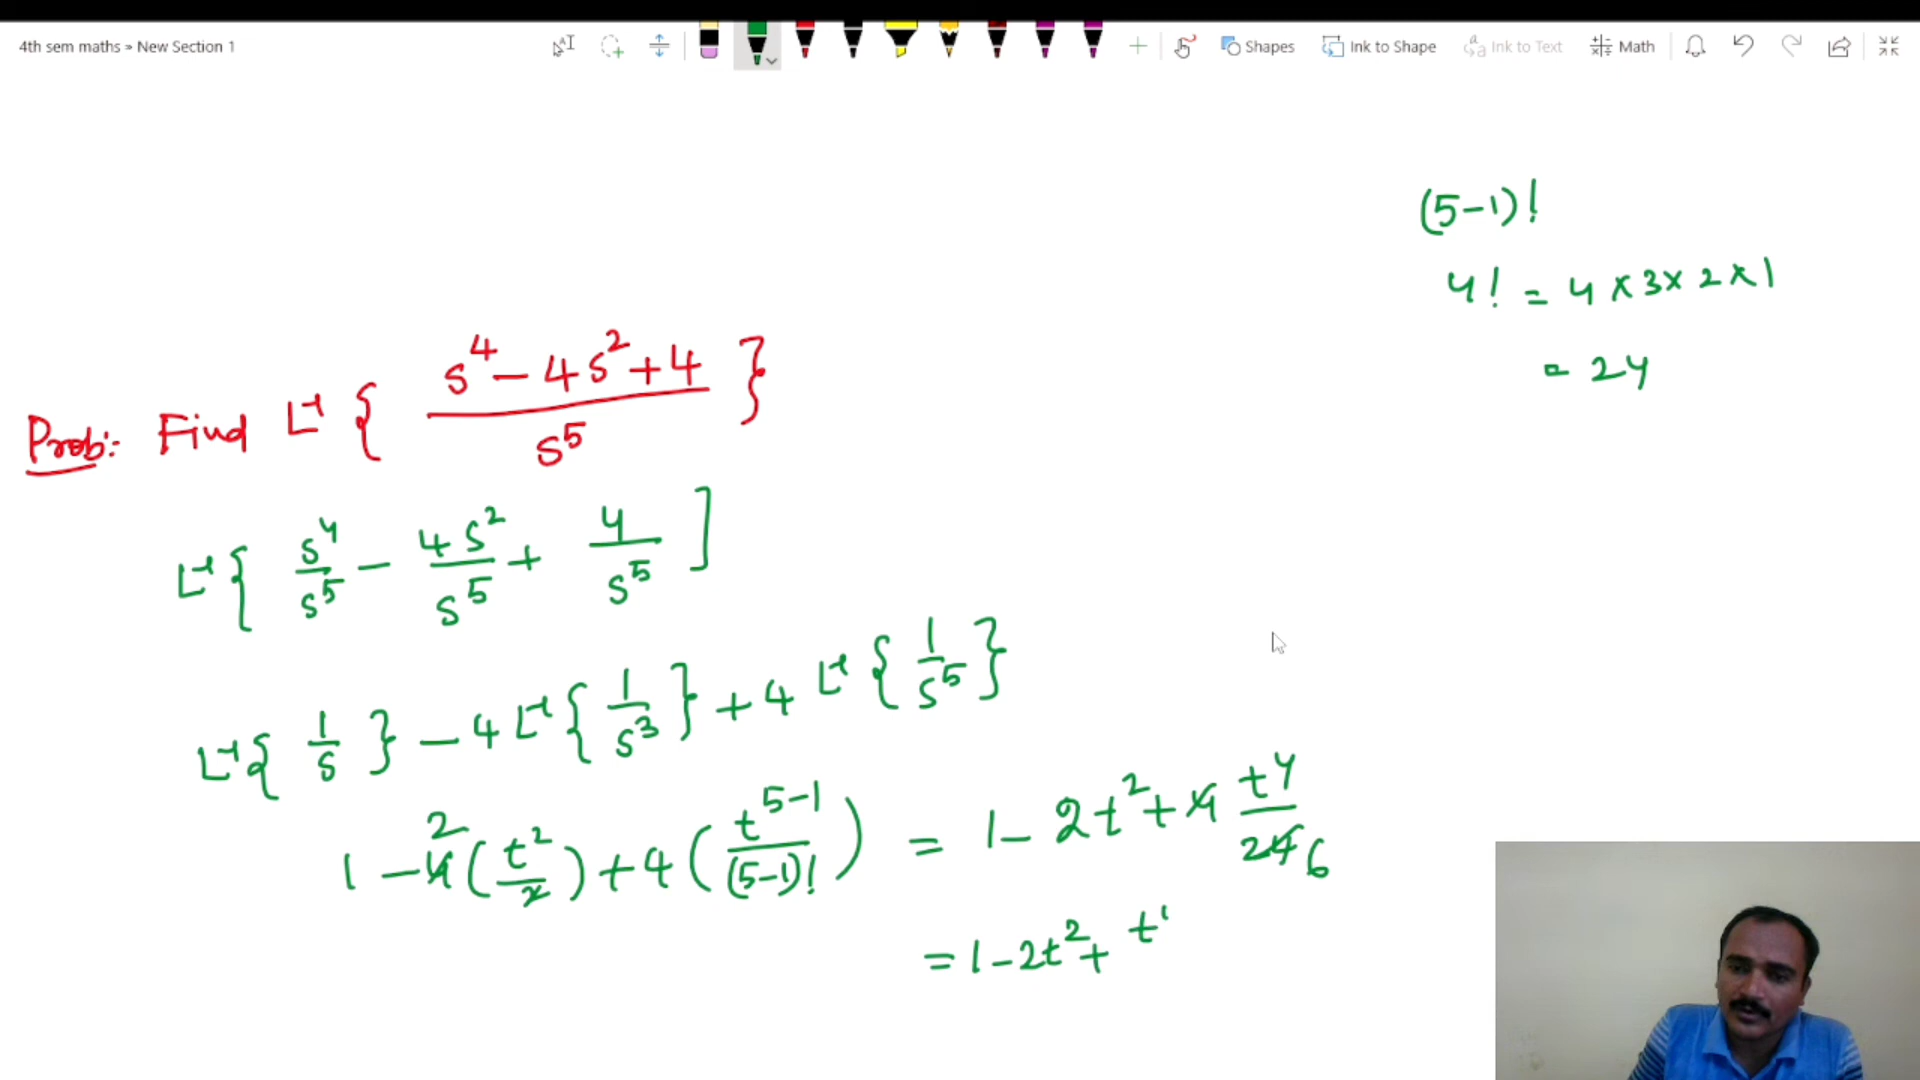 4th sem maths » New Section 1
Shapes
Ink to Shape
Ink to Text
Math
(5-1)!
4! = 4 × 3 × 2 × 1
= 24
Prob: Find L⁻¹ { (s⁴ - 4s² + 4) / s⁵ }
L⁻¹{ s⁴/s⁵ - 4s²/s⁵ + 4/s⁵ ]
L⁻¹{ 1/s } - 4 L⁻¹{ 1/s³ } + 4 L⁻¹{ 1/s⁵ }
2
1 - 4 ( t²/2 ) + 4 ( t⁵⁻¹/(5-1)! ) = 1 - 2t² + 4 t⁴/24 6
= 1 - 2t² + t'